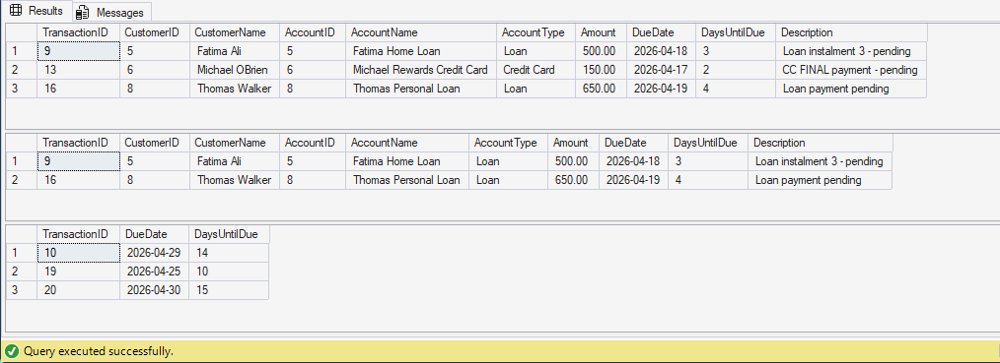 Results Messages
TransactionID CustomerID CustomerName AccountID AccountName AccountType Amount DueDate DaysUntilDue Description
1 9 5 Fatima Ali 5 Fatima Home Loan Loan 500.00 2026-04-18 3 Loan instalment 3 - pending
2 13 6 Michael OBrien 6 Michael Rewards Credit Card Credit Card 150.00 2026-04-17 2 CC FINAL payment - pending
3 16 8 Thomas Walker 8 Thomas Personal Loan Loan 650.00 2026-04-19 4 Loan payment pending
TransactionID CustomerID CustomerName AccountID AccountName AccountType Amount DueDate DaysUntilDue Description
1 9 5 Fatima Ali 5 Fatima Home Loan Loan 500.00 2026-04-18 3 Loan instalment 3 - pending
2 16 8 Thomas Walker 8 Thomas Personal Loan Loan 650.00 2026-04-19 4 Loan payment pending
TransactionID DueDate DaysUntilDue
1 10 2026-04-29 14
2 19 2026-04-25 10
3 20 2026-04-30 15
Query executed successfully.